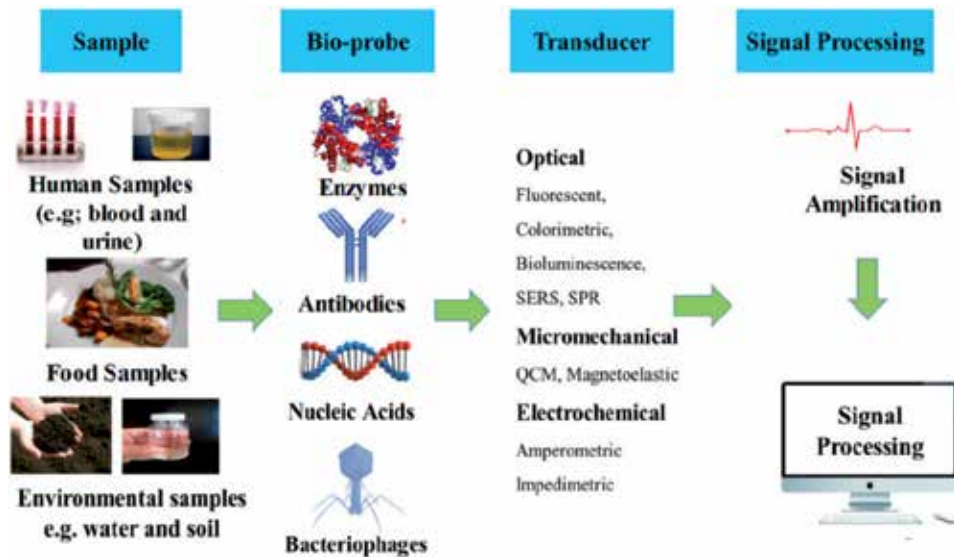 Sample
Bio-probe
Transducer
Signal Processing
Human Samples
(e.g; blood and
urine)
Food Samples
Environmental samples
e.g. water and soil
Enzymes
Antibodies
Nucleic Acids
Bacteriophages
Optical
Fluorescent,
Colorimetric,
Bioluminescence,
SERS, SPR
Micromechanical
QCM, Magnetoelastic
Electrochemical
Amperometric
Impedimetric
Signal
Amplification
Signal
Processing